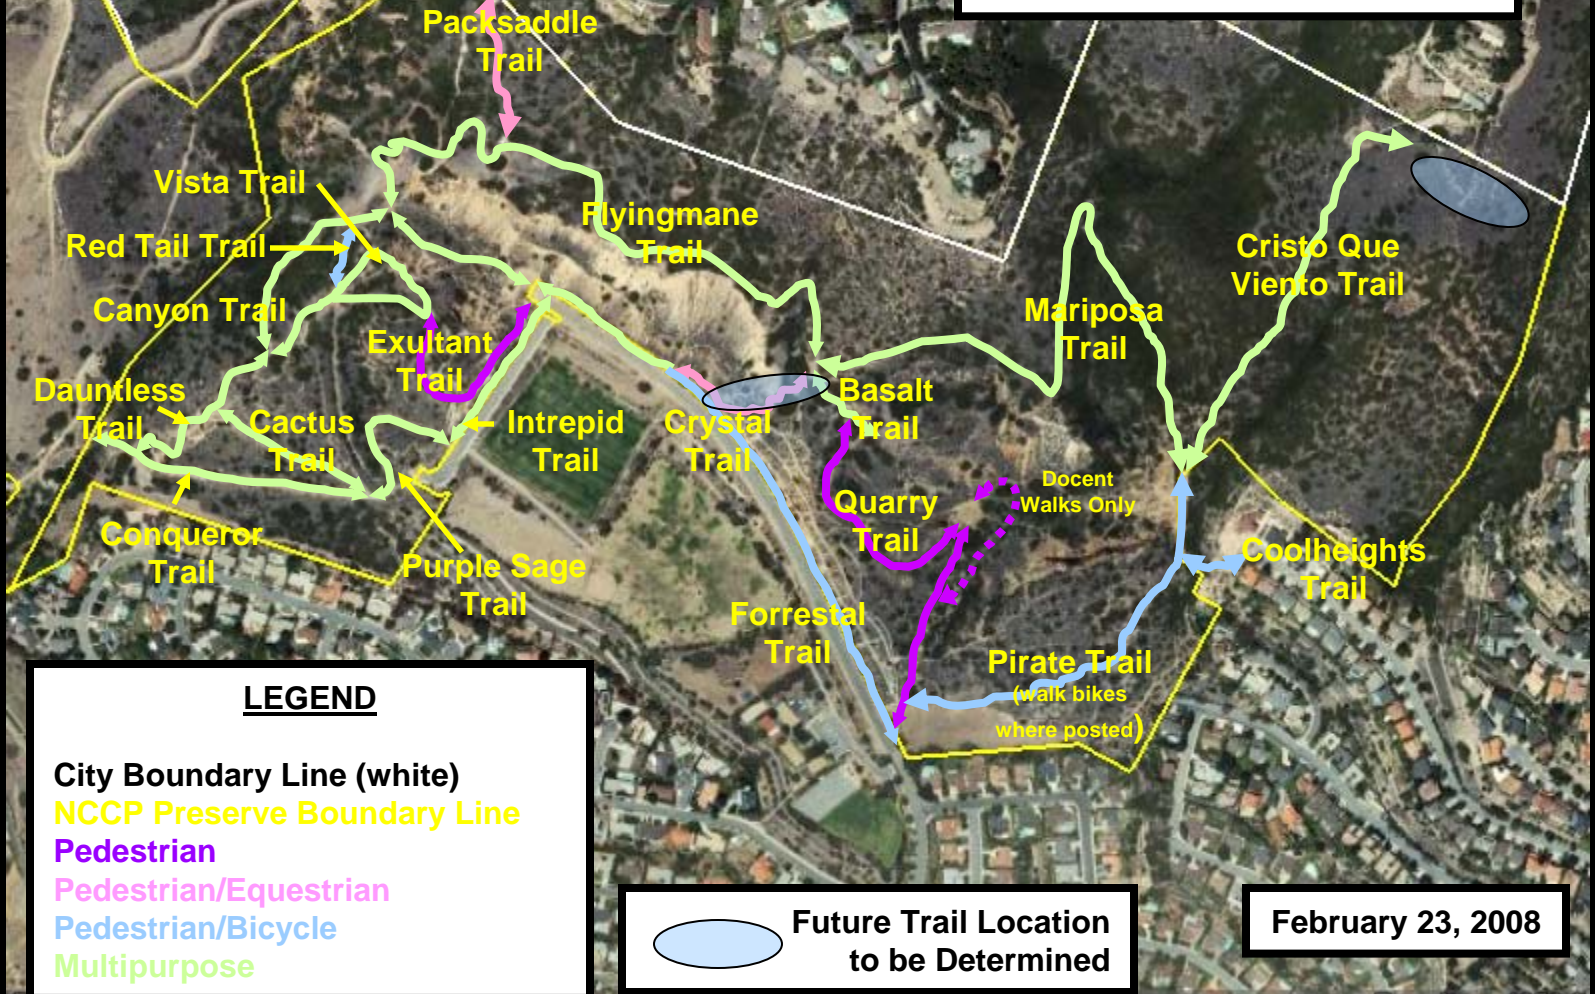 Packsaddle
Trail
Vista Trail
Flyingmane
Trail
Red Tail Trail
Cristo Que
Viento Trail
Canyon Trail
Mariposa
Trail
Exultant
Trail
Dauntless
Trail
Basalt
Trail
Cactus
Trail
Intrepid
Trail
Crystal
Trail
Docent
Walks Only
Quarry
Trail
Conqueror
Trail
Purple Sage
Trail
Coolheights
Trail
Forrestal
Trail
Pirate Trail
(walk bikes
where posted)
LEGEND
City Boundary Line (white)
NCCP Preserve Boundary Line
Pedestrian
Pedestrian/Equestrian
Pedestrian/Bicycle
Multipurpose
Future Trail Location
to be Determined
February 23, 2008